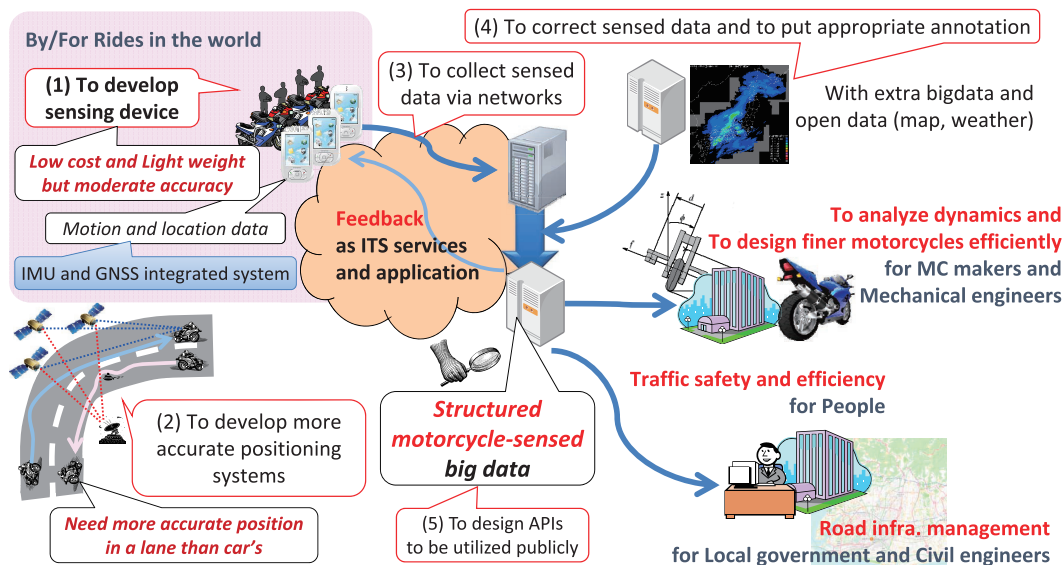 By/For Rides in the world
(1) To develop
sensing device
Low cost and Light weight
but moderate accuracy
Motion and location data
IMU and GNSS integrated system
(3) To collect sensed
data via networks
(4) To correct sensed data and to put appropriate annotation
With extra bigdata and
open data (map, weather)
Feedback
as ITS services
and application
z
d
ϕ
To analyze dynamics and
To design finer motorcycles efficiently
for MC makers and
Mechanical engineers
(2) To develop more
accurate positioning
systems
Need more accurate position
in a lane than car's
Structured
motorcycle-sensed
big data
(5) To design APIs
to be utilized publicly
Traffic safety and efficiency
for People
Road infra. management
for Local government and Civil engineers